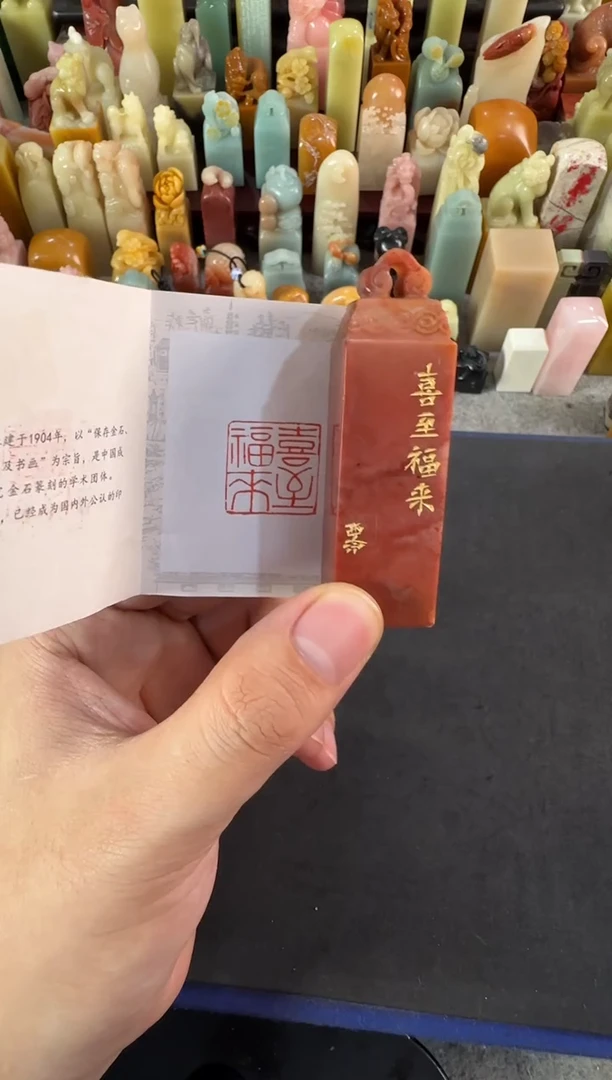 建于1904年，以“保存金石、
及书画”为宗旨，是中国成
金石篆刻的学术团体。
，已经成为国内外公认的印
喜至
福来
喜至福来